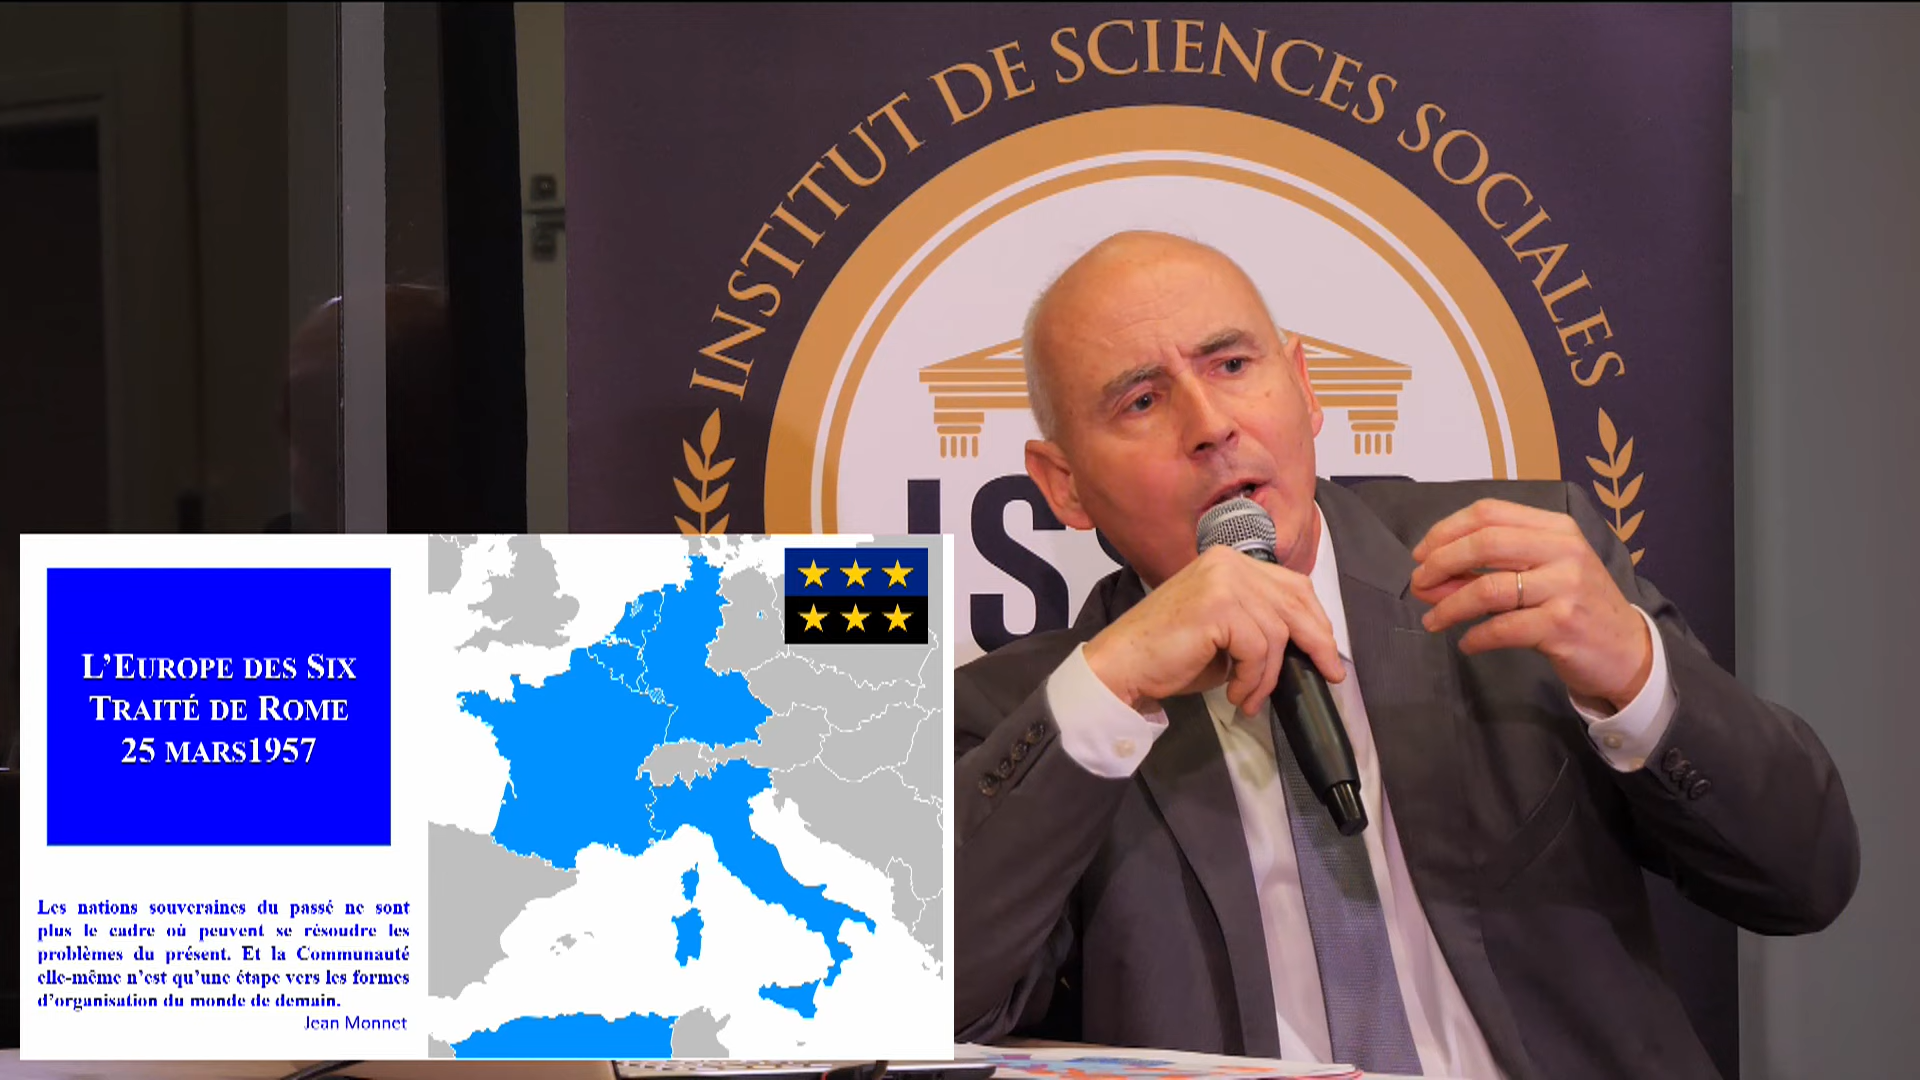 INSTITUT DE SCIENCES SOCIALES
L'EUROPE DES SIX
TRAITÉ DE ROME
25 MARS1957
Les nations souveraines du passé ne sont
plus le cadre où peuvent se résoudre les
problèmes du présent. Et la Communauté
elle-même n'est qu'une étape vers les formes
d'organisation du monde de demain.
Jean Monnet